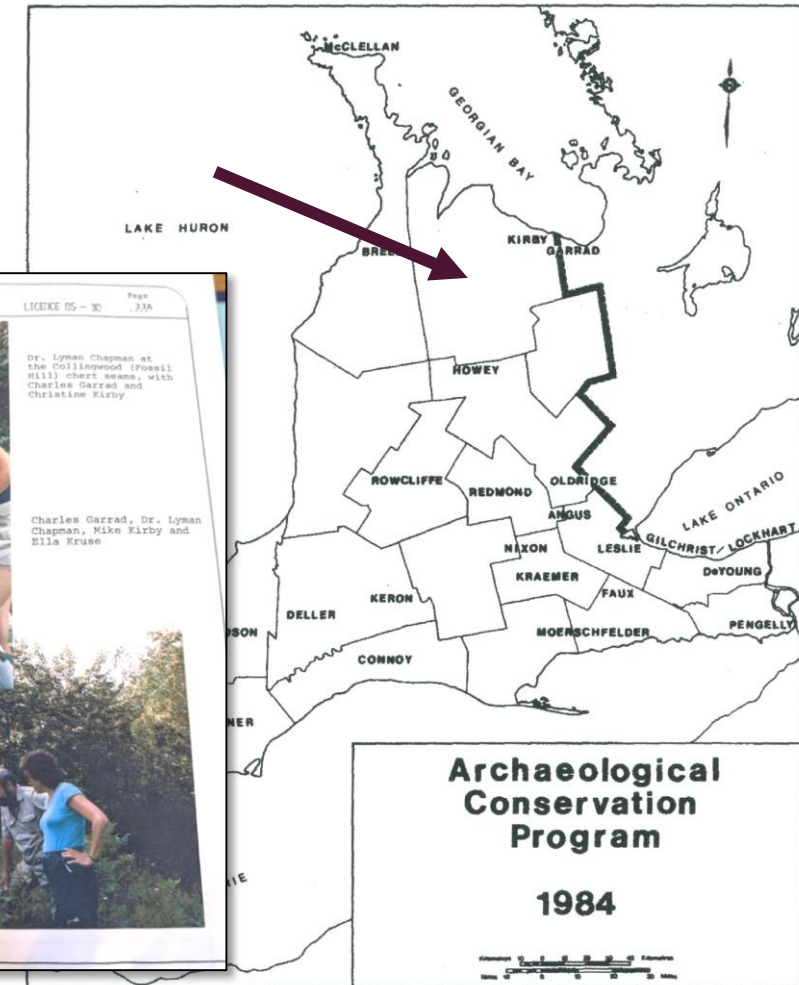 McCLELLAN
GEORGIAN BAY
LAKE HURON
KIRBY
GARRAD
HOWEY
ROWCLIFFE
REDMOND
OLDRIDGE
ANGUS
LAKE ONTARIO
NIXON
LESLIE
GILCHRIST/LOCKHART
KRAEMER
DeYOUNG
FAUX
DELLER
KERON
MOERSCHFELDER
PENGELLY
CONNOY
LICENCE 85 - 30
Page
33A
Dr. Lyman Chapman at
the Collingwood (Fossil
Hill) chert seams, with
Charles Garrad and
Christine Kirby
Charles Garrad, Dr. Lyman
Chapman, Mike Kirby and
Ella Kruse
Archaeological
Conservation
Program
1984